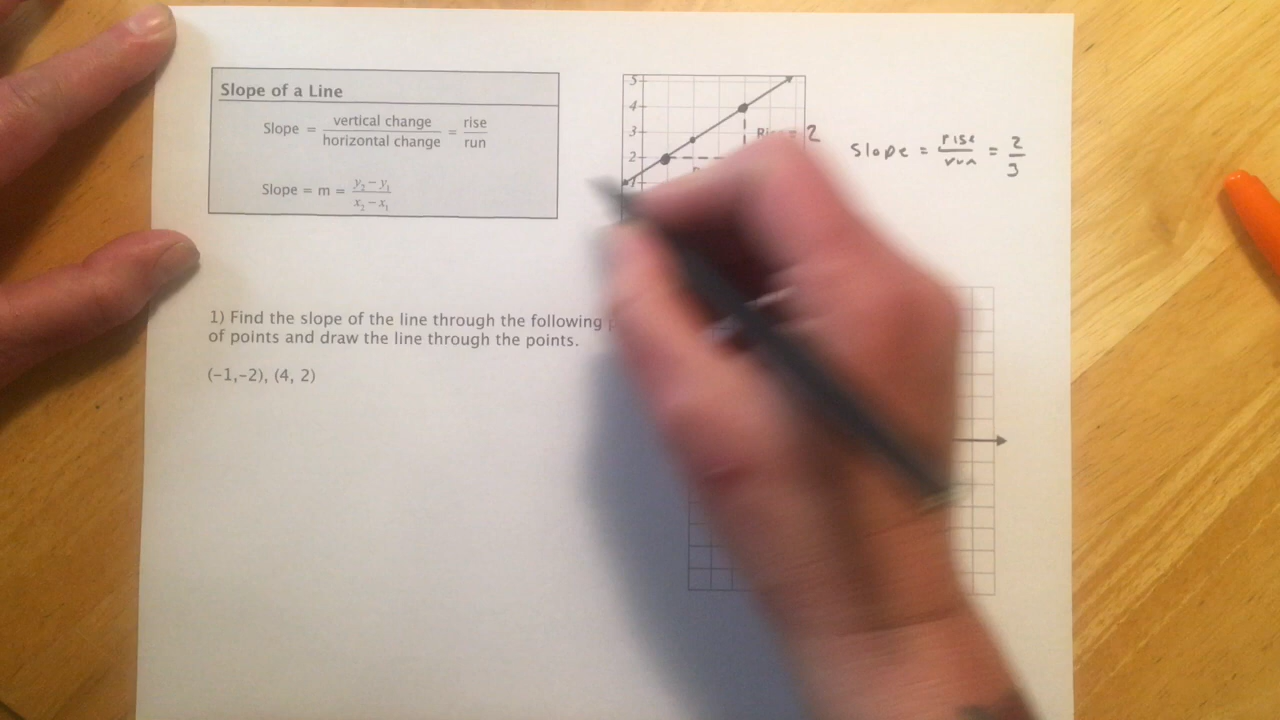 Slope of a Line
Slope = vertical change / horizontal change = rise / run
Slope = m = y₂ − y₁ / x₂ − x₁
5
4
3
2
1
= 2
Slope = rise / run = 2 / 3
1) Find the slope of the line through the following
of points and draw the line through the points.
(−1,−2), (4, 2)